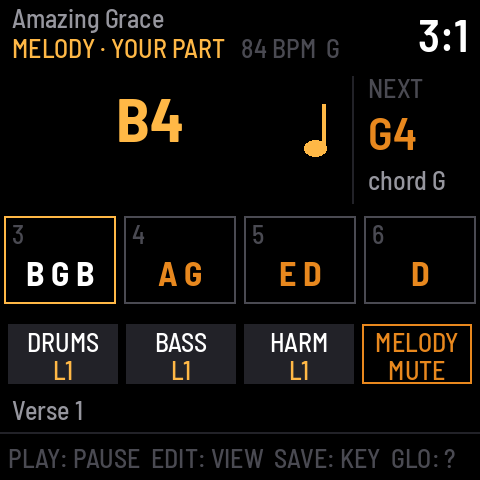 Amazing Grace
MELODY · YOUR PART 84 BPM G
3:1
B4
NEXT
G4
chord G
3
B G B
4
A G
5
E D
6
D
DRUMS
L1
BASS
L1
HARM
L1
MELODY
MUTE
Verse 1
PLAY: PAUSE EDIT: VIEW SAVE: KEY GLO: ?